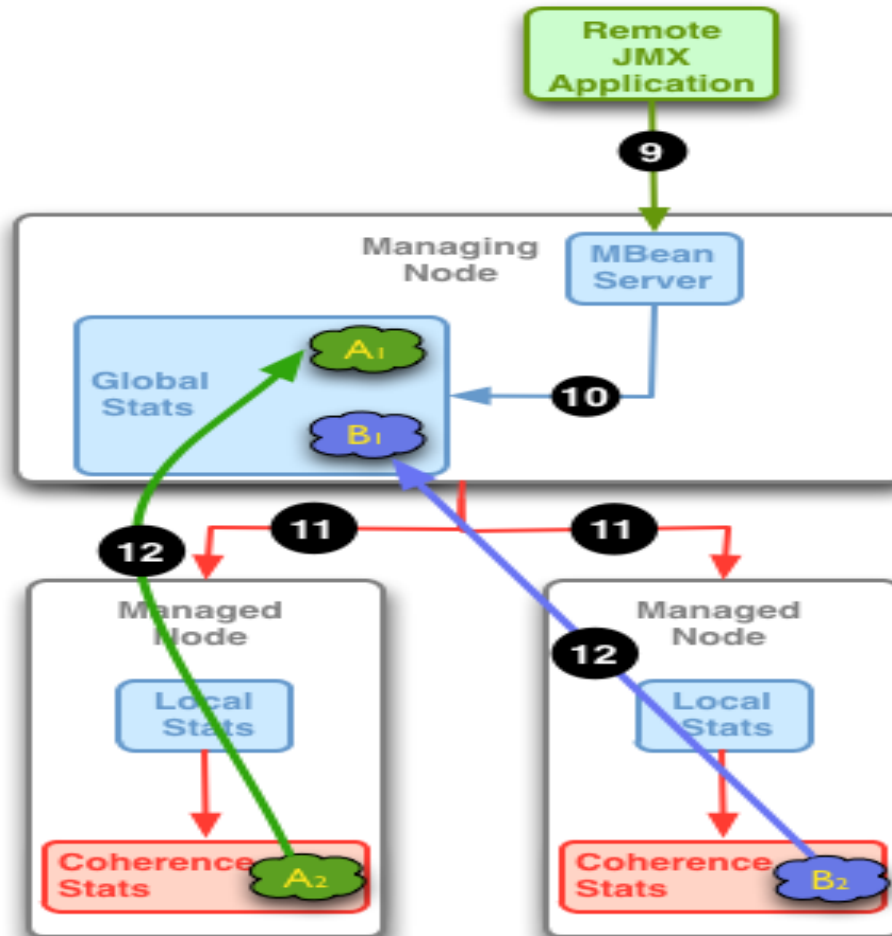 Remote
JMX
Application
9
Managing
Node
MBean
Server
A1
Global
Stats
10
B1
11
11
12
Managed
Node
Managed
Node
12
Local
Stats
Local
Stats
Coherence
Stats
A2
Coherence
Stats
B2